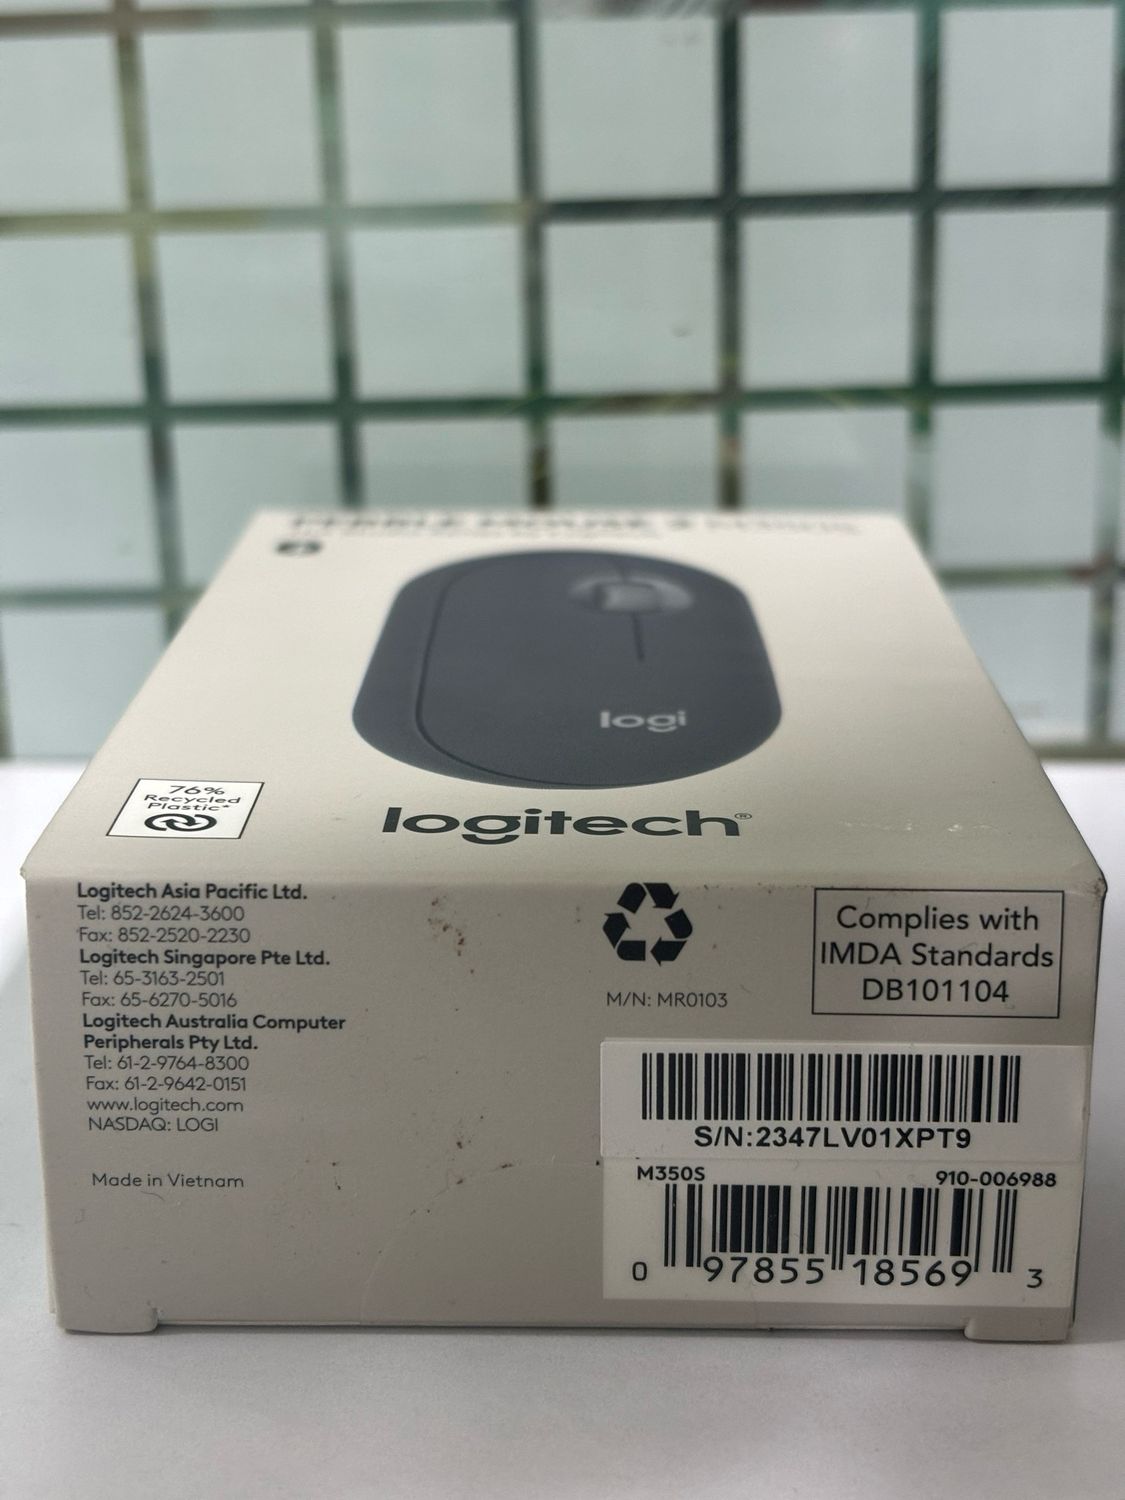 PEBBLE MOUSE 2
logi
76%
Recycled
Plastic*
logitech®
Logitech Asia Pacific Ltd.
Tel: 852-2624-3600
Fax: 852-2520-2230
Logitech Singapore Pte Ltd.
Tel: 65-3163-2501
Fax: 65-6270-5016
Logitech Australia Computer
Peripherals Pty Ltd.
Tel: 61-2-9764-8300
Fax: 61-2-9642-0151
www.logitech.com
NASDAQ: LOGI
Made in Vietnam
M/N: MR0103
Complies with
IMDA Standards
DB101104
S/N:2347LV01XPT9
M350S 910-006988
0 97855 18569 3